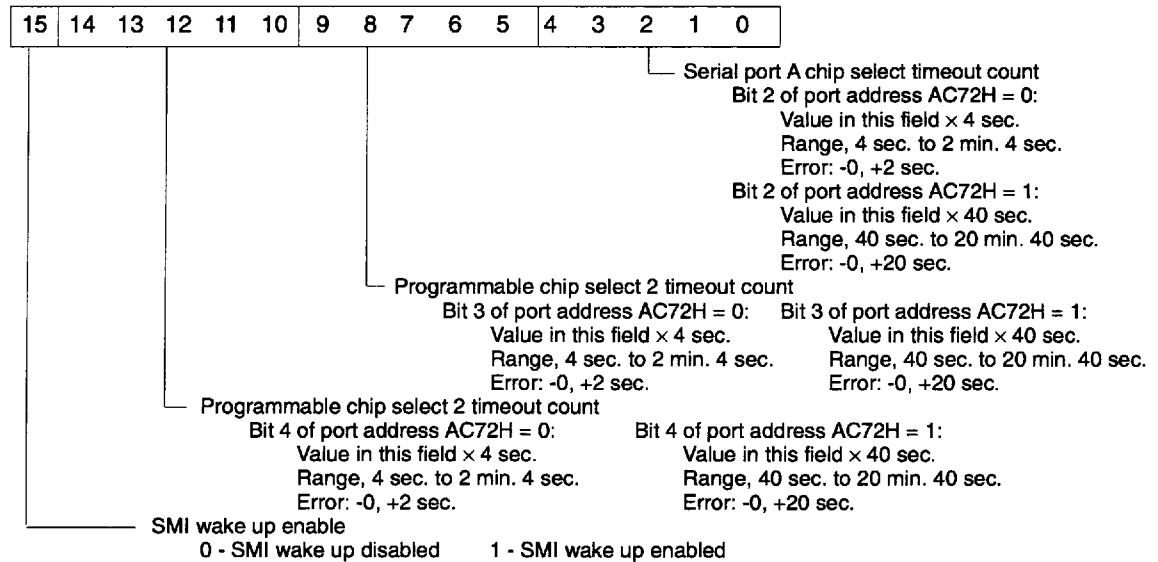 15 14 13 12 11 10 9 8 7 6 5 4 3 2 1 0
Serial port A chip select timeout count
Bit 2 of port address AC72H = 0:
Value in this field × 4 sec.
Range, 4 sec. to 2 min. 4 sec.
Error: -0, +2 sec.
Bit 2 of port address AC72H = 1:
Value in this field × 40 sec.
Range, 40 sec. to 20 min. 40 sec.
Error: -0, +20 sec.
Programmable chip select 2 timeout count
Bit 3 of port address AC72H = 0: Bit 3 of port address AC72H = 1:
Value in this field × 4 sec. Value in this field × 40 sec.
Range, 4 sec. to 2 min. 4 sec. Range, 40 sec. to 20 min. 40 sec.
Error: -0, +2 sec. Error: -0, +20 sec.
Programmable chip select 2 timeout count
Bit 4 of port address AC72H = 0: Bit 4 of port address AC72H = 1:
Value in this field × 4 sec. Value in this field × 40 sec.
Range, 4 sec. to 2 min. 4 sec. Range, 40 sec. to 20 min. 40 sec.
Error: -0, +2 sec. Error: -0, +20 sec.
SMI wake up enable
0 - SMI wake up disabled 1 - SMI wake up enabled